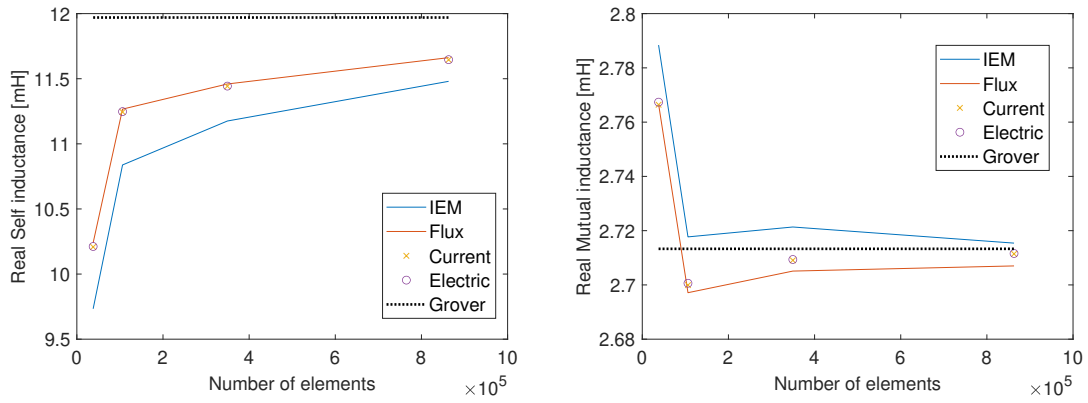 Real Self inductance [mH]
12
11.5
11
10.5
10
9.5
0
2
4
6
8
10
Number of elements
×10^5
IEM
Flux
Current
Electric
Grover
Real Mutual inductance [mH]
2.8
2.78
2.76
2.74
2.72
2.7
2.68
0
2
4
6
8
10
Number of elements
×10^5
IEM
Flux
Current
Electric
Grover